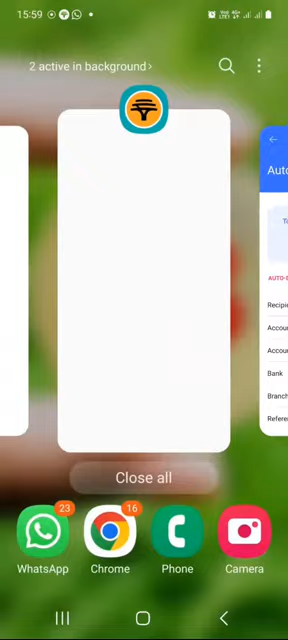 15:59
2 active in background ›
Auto
AUTO-
Recipie
Accou
Accou
Bank
Branch
Refere
Close all
23
16
WhatsApp
Chrome
Phone
Camera